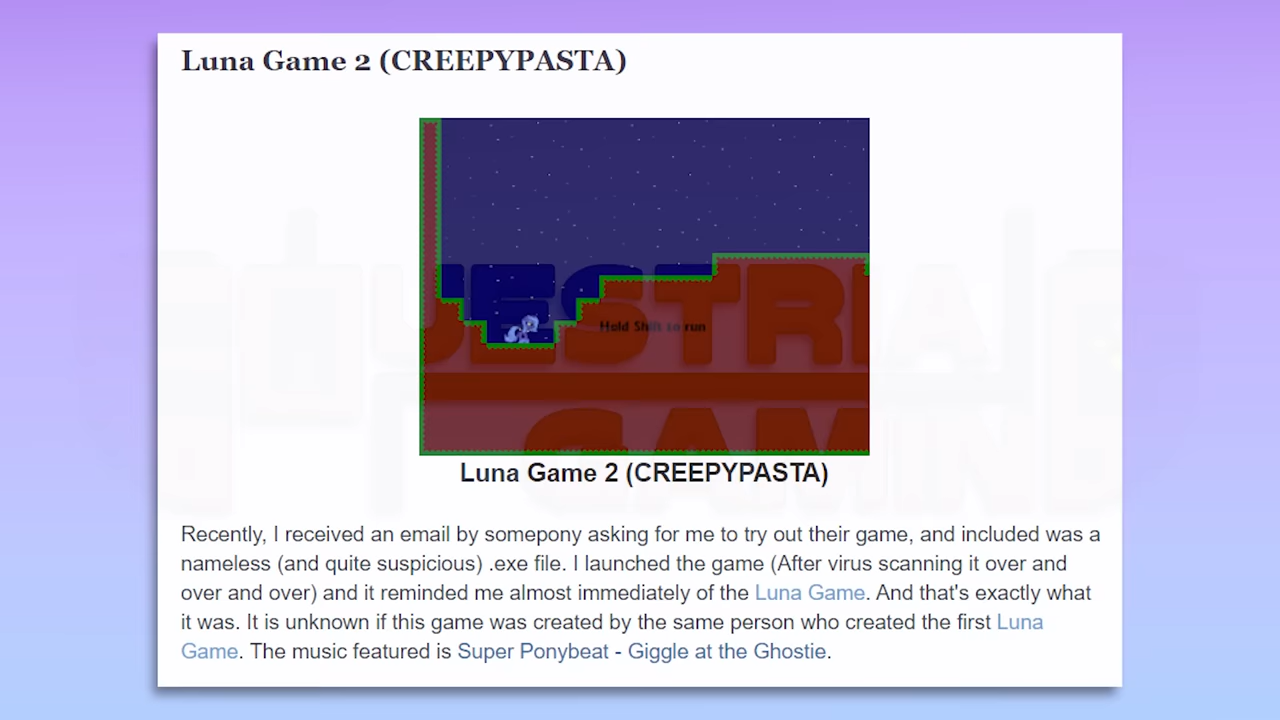 Luna Game 2 (CREEPYPASTA)
UESTRIA
Hold Shift to run
GAMIN
Luna Game 2 (CREEPYPASTA)
Recently, I received an email by somepony asking for me to try out their game, and included was a
nameless (and quite suspicious) .exe file. I launched the game (After virus scanning it over and
over and over) and it reminded me almost immediately of the Luna Game. And that's exactly what
it was. It is unknown if this game was created by the same person who created the first Luna
Game. The music featured is Super Ponybeat - Giggle at the Ghostie.